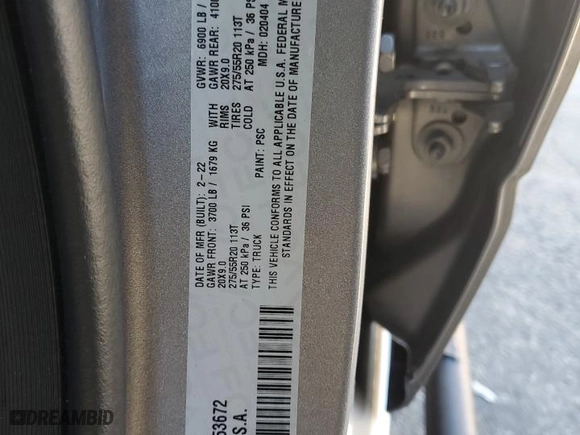 DATE OF MFR (BUILT): 2-22 GVWR: 6900 LB /
GAWR FRONT: 3700 LB / 1679 KG WITH GAWR REAR: 4100
20X9.0 RIMS 20X9.0
275/55R20 113T TIRES 275/55R20 113T
AT 250 kPa / 36 PSI COLD AT 250 kPa / 36 PSI
TYPE: TRUCK PAINT: PSC MDH: 020404
THIS VEHICLE CONFORMS TO ALL APPLICABLE U.S.A. FEDERAL
STANDARDS IN EFFECT ON THE DATE OF MANUFACTURE
53672
S.A.
DREAMBID